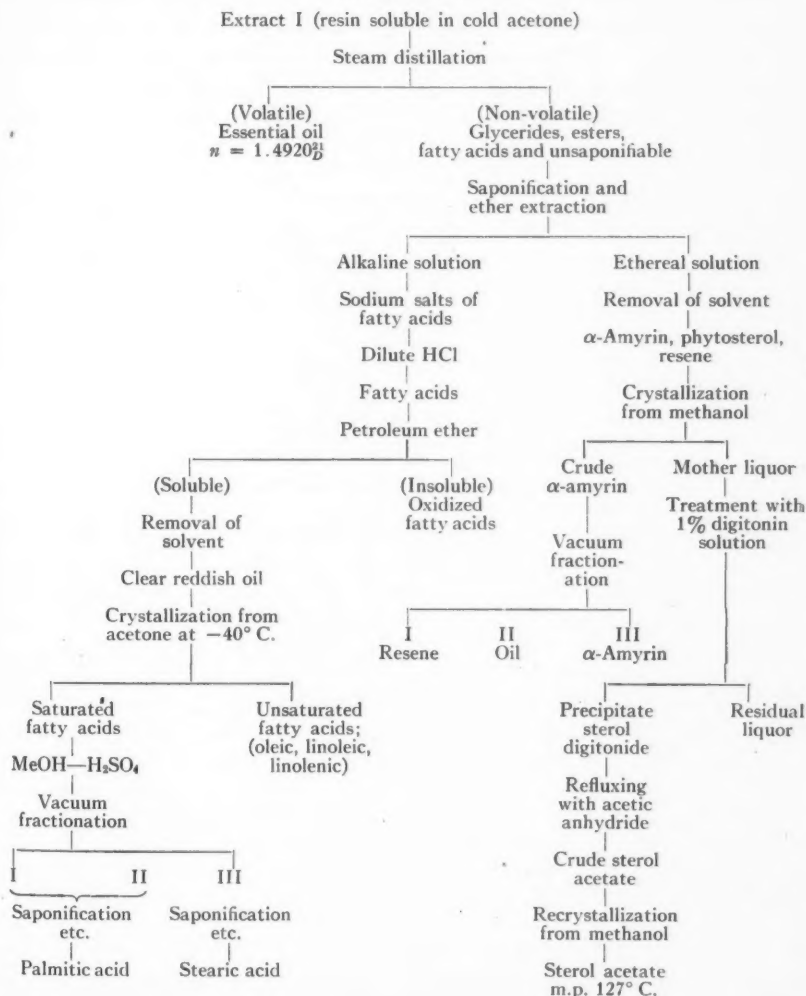 Extract I (resin soluble in cold acetone)
Steam distillation
(Volatile)
Essential oil
n = 1.4920 21 D
(Non-volatile)
Glycerides, esters,
fatty acids and unsaponifiable
Saponification and
ether extraction
Alkaline solution
Sodium salts of
fatty acids
Dilute HCl
Fatty acids
Petroleum ether
Ethereal solution
Removal of solvent
α-Amyrin, phytosterol,
resene
Crystallization
from methanol
(Soluble)
Removal of
solvent
Clear reddish oil
Crystallization from
acetone at −40° C.
(Insoluble)
Oxidized
fatty acids
Crude
α-amyrin
Vacuum
fraction-
ation
Mother liquor
Treatment with
1% digitonin
solution
I
Resene
II
Oil
III
α-Amyrin
Saturated
fatty acids
MeOH—H₂SO₄
Vacuum
fractionation
Unsaturated
fatty acids;
(oleic, linoleic,
linolenic)
Precipitate
sterol
digitonide
Refluxing
with acetic
anhydride
Crude sterol
acetate
Recrystallization
from methanol
Sterol acetate
m.p. 127° C.
Residual
liquor
I
II
III
Saponification
etc.
Palmitic acid
Saponification
etc.
Stearic acid